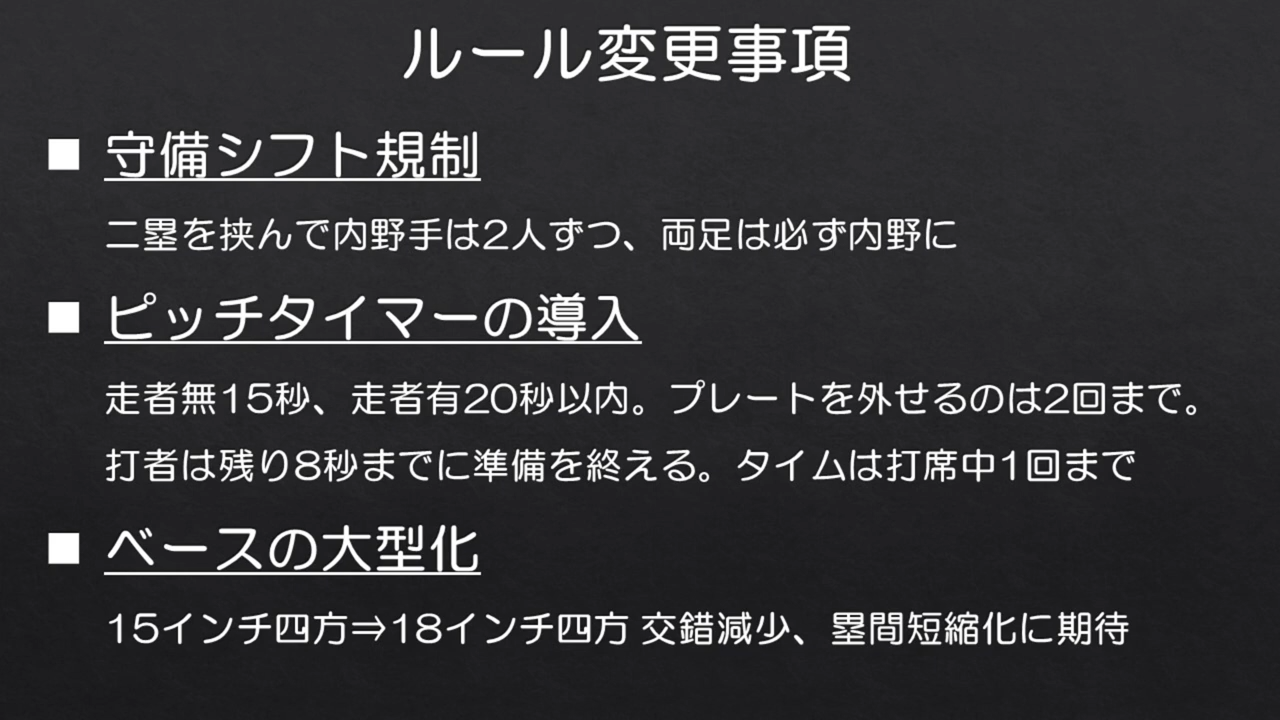 ルール変更事項
■ 守備シフト規制
二塁を挟んで内野手は2人ずつ、両足は必ず内野に
■ ピッチタイマーの導入
走者無15秒、走者有20秒以内。プレートを外せるのは2回まで。
打者は残り8秒までに準備を終える。タイムは打席中1回まで
■ ベースの大型化
15インチ四方⇒18インチ四方 交錯減少、塁間短縮化に期待